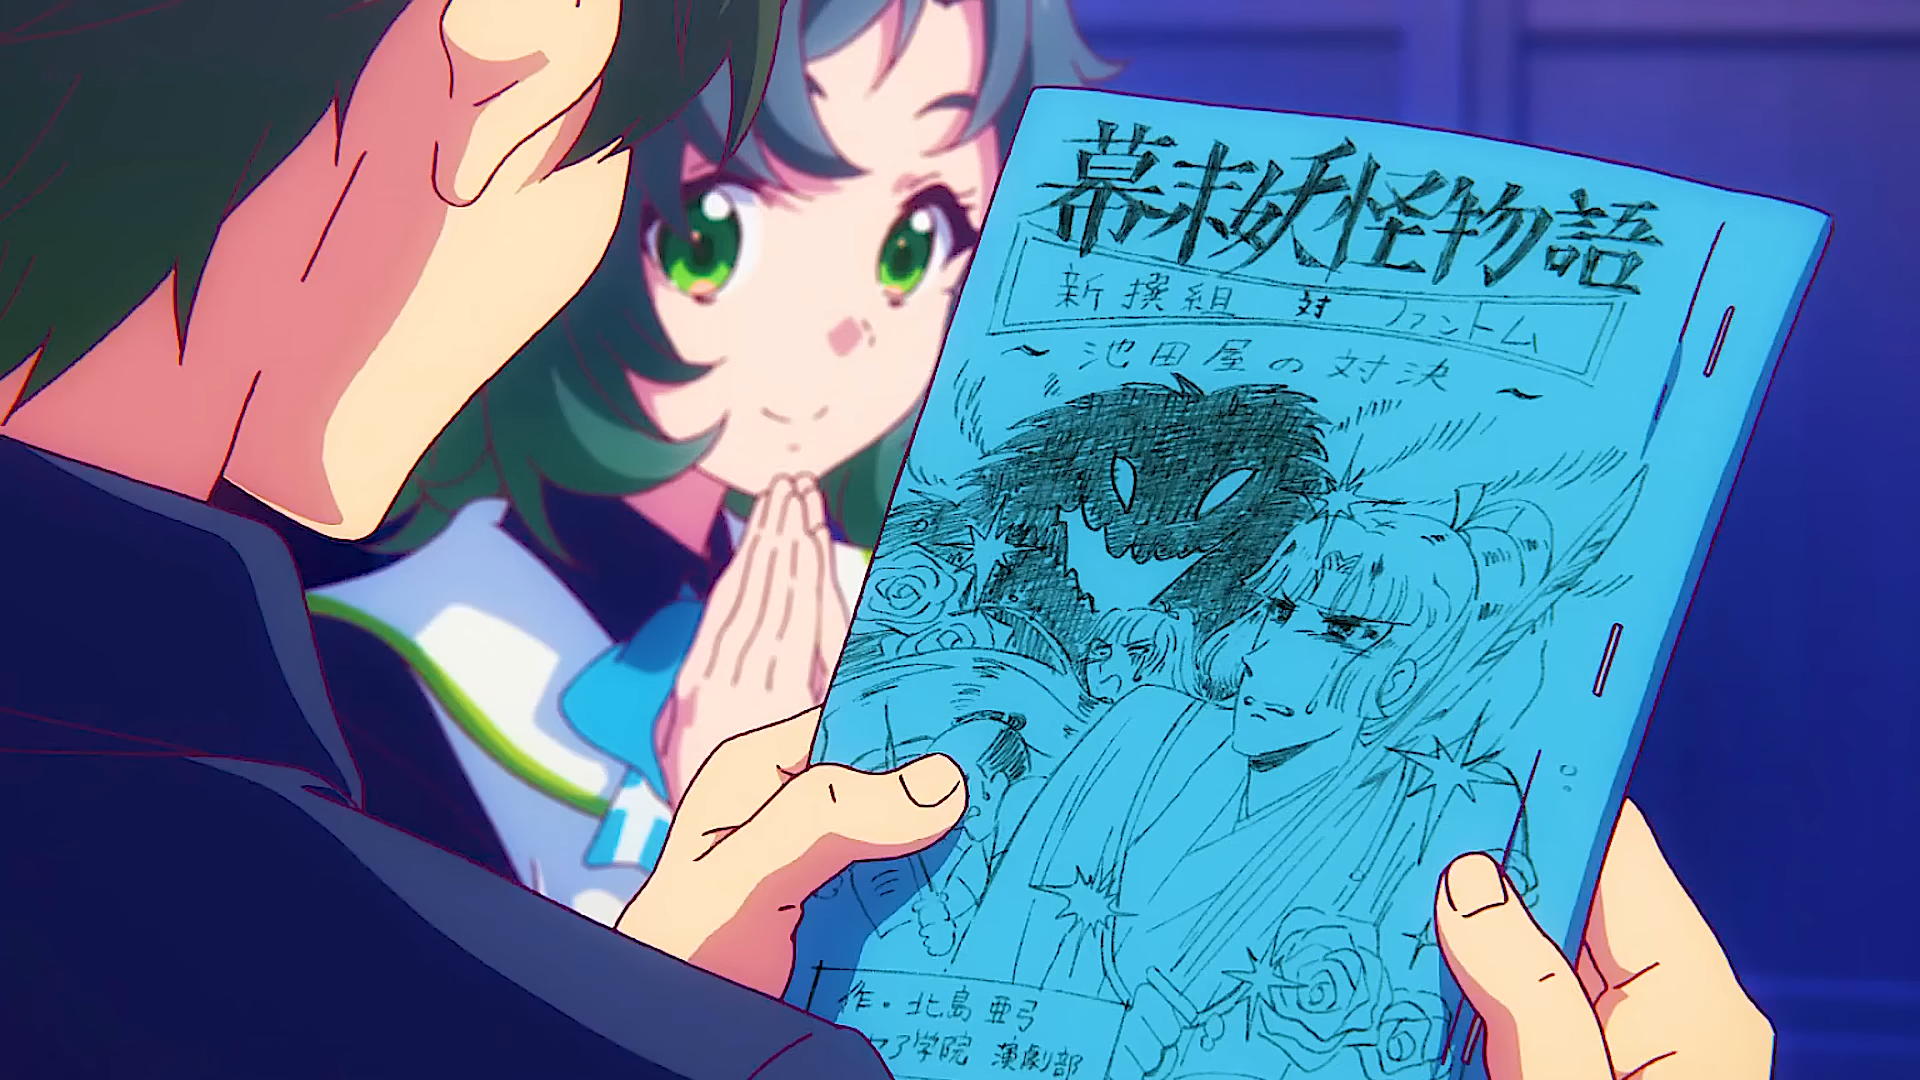 幕末妖怪物語
新撰組 対 ファントム
~池田屋の対決~
作・北島 亜弓
学院 演劇部